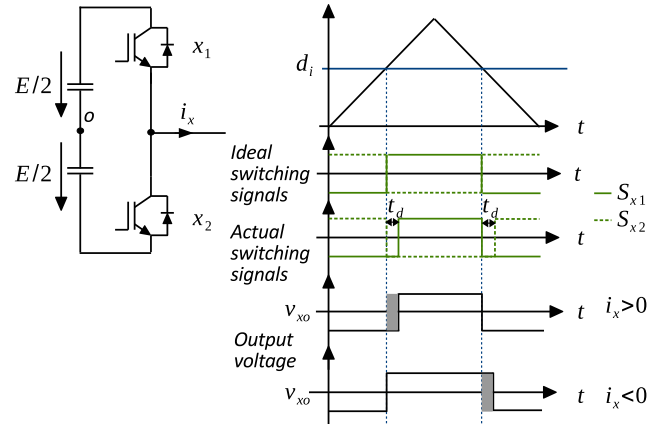 x1
E/2
o
ix
E/2
x2
di
t
Ideal
switching
signals
t
Sx1
Sx2
td
td
Actual
switching
signals
t
vxo
t
ix>0
Output
voltage
vxo
t
ix<0